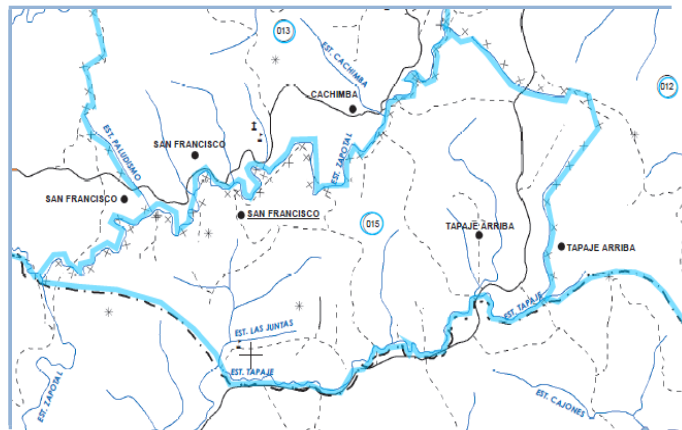 013
EST. CACHIMBA
012
CACHIMBA
EST. PALUDISMO
SAN FRANCISCO
EST. ZAPOTAL
SAN FRANCISCO
SAN FRANCISCO
015
TAPAJE ARRIBA
TAPAJE ARRIBA
EST. TAPAJE
EST. LAS JUNTAS
EST. TAPAJE
EST. ZAPOTAL
EST. CAJONES